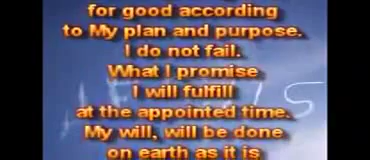 for good according
to My plan and purpose.
I do not fail.
What I promise
I will fulfill
at the appointed time.
My will, will be done
on earth as it is